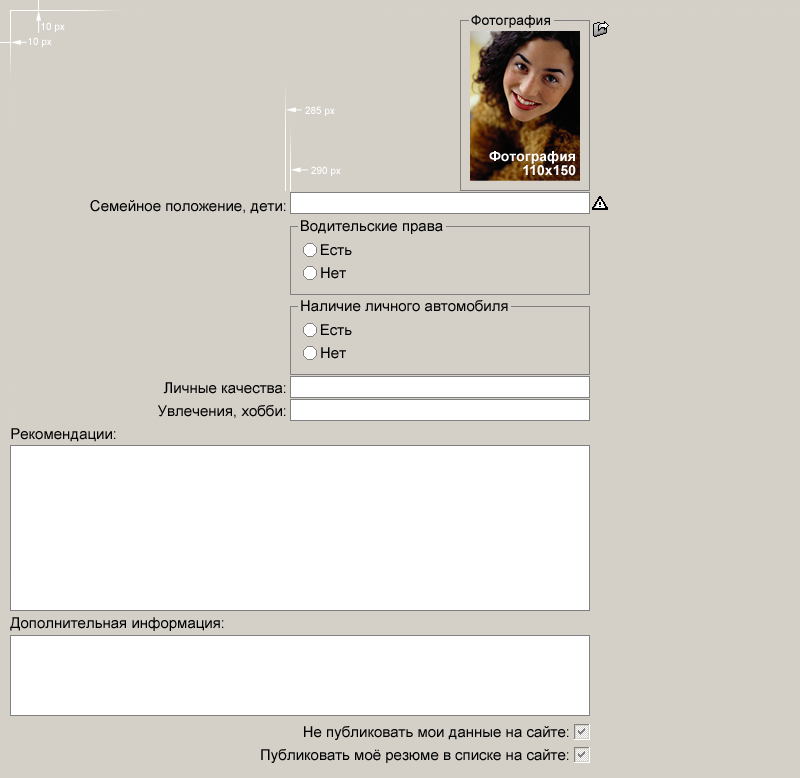 Фотография
10 px
10 px
285 px
Фотография
110x150
290 px
Семейное положение, дети:
Водительские права
Есть
Нет
Наличие личного автомобиля
Есть
Нет
Личные качества:
Увлечения, хобби:
Рекомендации:
Дополнительная информация:
Не публиковать мои данные на сайте:
Публиковать моё резюме в списке на сайте: